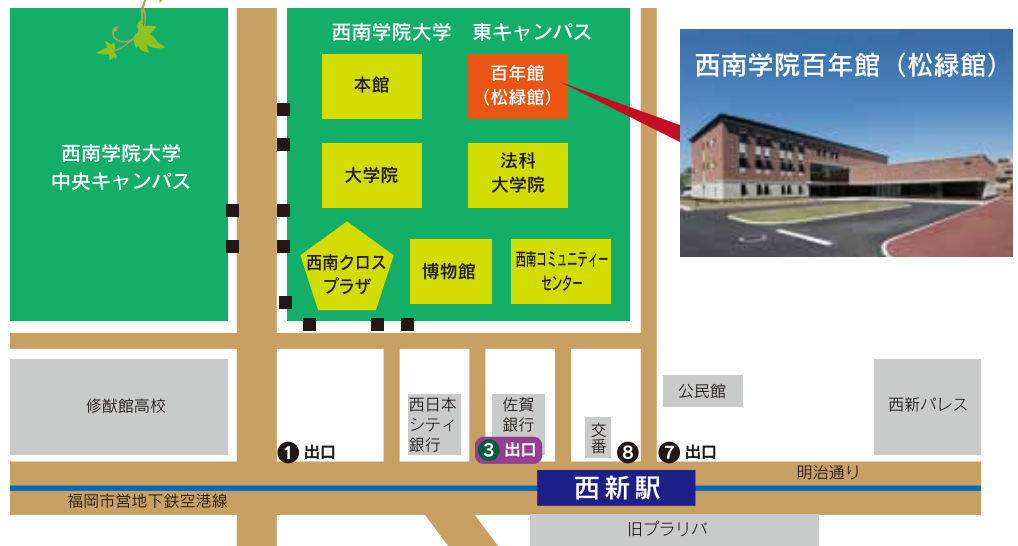 西南学院大学　東キャンパス
本館
百年館
（松緑館）
西南学院百年館（松緑館）
西南学院大学
中央キャンパス
大学院
法科
大学院
西南クロス
プラザ
博物館
西南コミュニティー
センター
修猷館高校
西日本
シティ
銀行
佐賀
銀行
交
番
公民館
西新パレス
1 出口
3 出口
8
7 出口
明治通り
西新駅
福岡市営地下鉄空港線
旧プラリバ